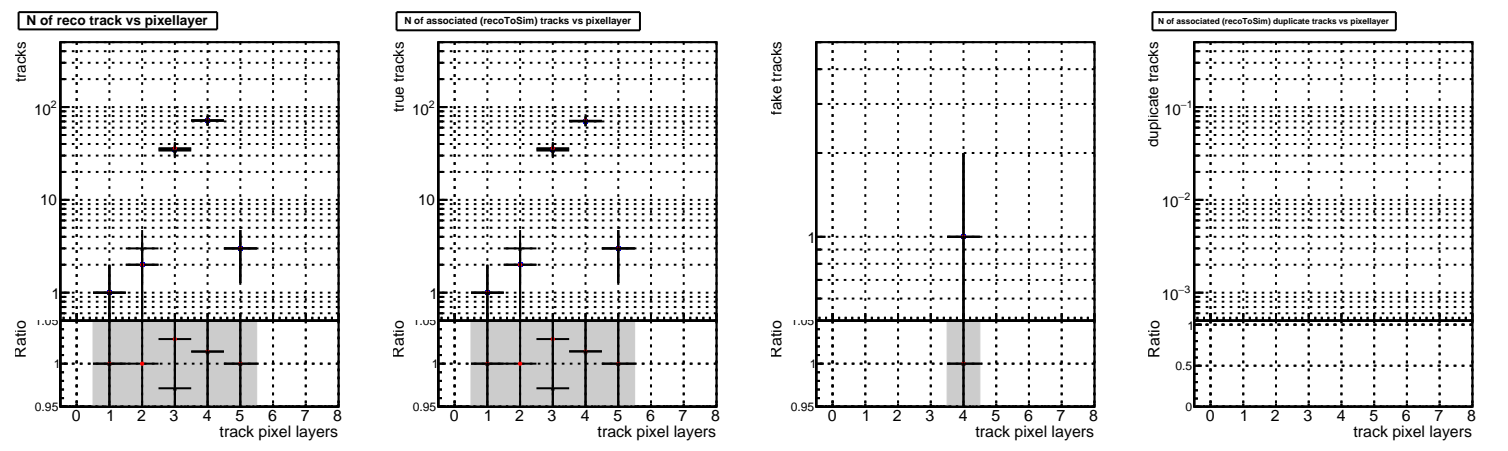 N of reco track vs pixellayer
tracks
10²
10
1
Ratio
1.05
1
0.95
0 1 2 3 4 5 6 7 8
track pixel layers
N of associated (recoToSim) tracks vs pixellayer
true tracks
10²
10
1
Ratio
1.05
1
0.95
0 1 2 3 4 5 6 7 8
track pixel layers
fake tracks
1
Ratio
1.05
1
0.95
0 1 2 3 4 5 6 7 8
track pixel layers
N of associated (recoToSim) duplicate tracks vs pixellayer
duplicate tracks
10⁻¹
10⁻²
10⁻³
Ratio
1
0.5
0
0 1 2 3 4 5 6 7 8
track pixel layers